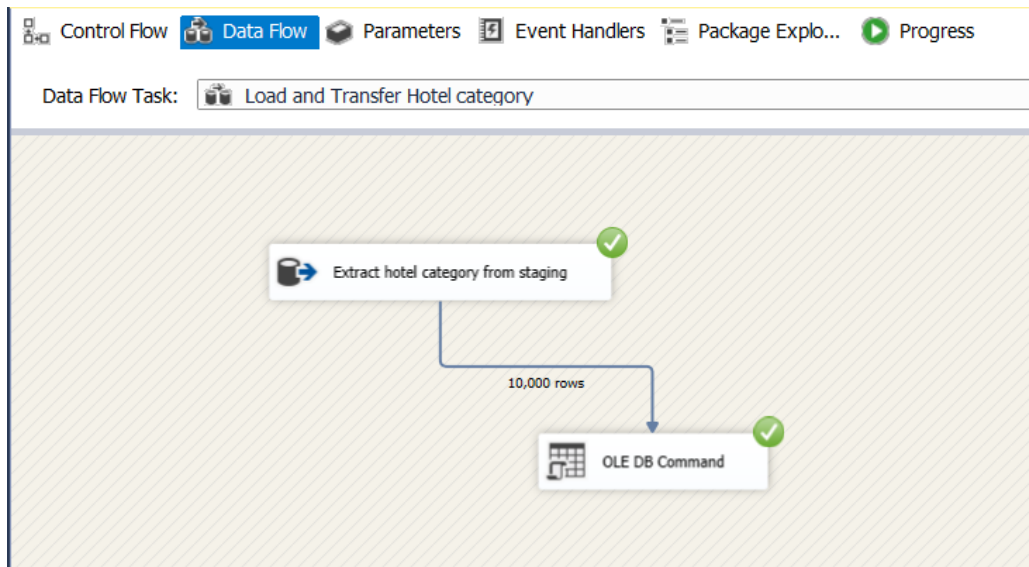 Control Flow Data Flow Parameters Event Handlers Package Explo... Progress
Data Flow Task: Load and Transfer Hotel category
Extract hotel category from staging
10,000 rows
OLE DB Command